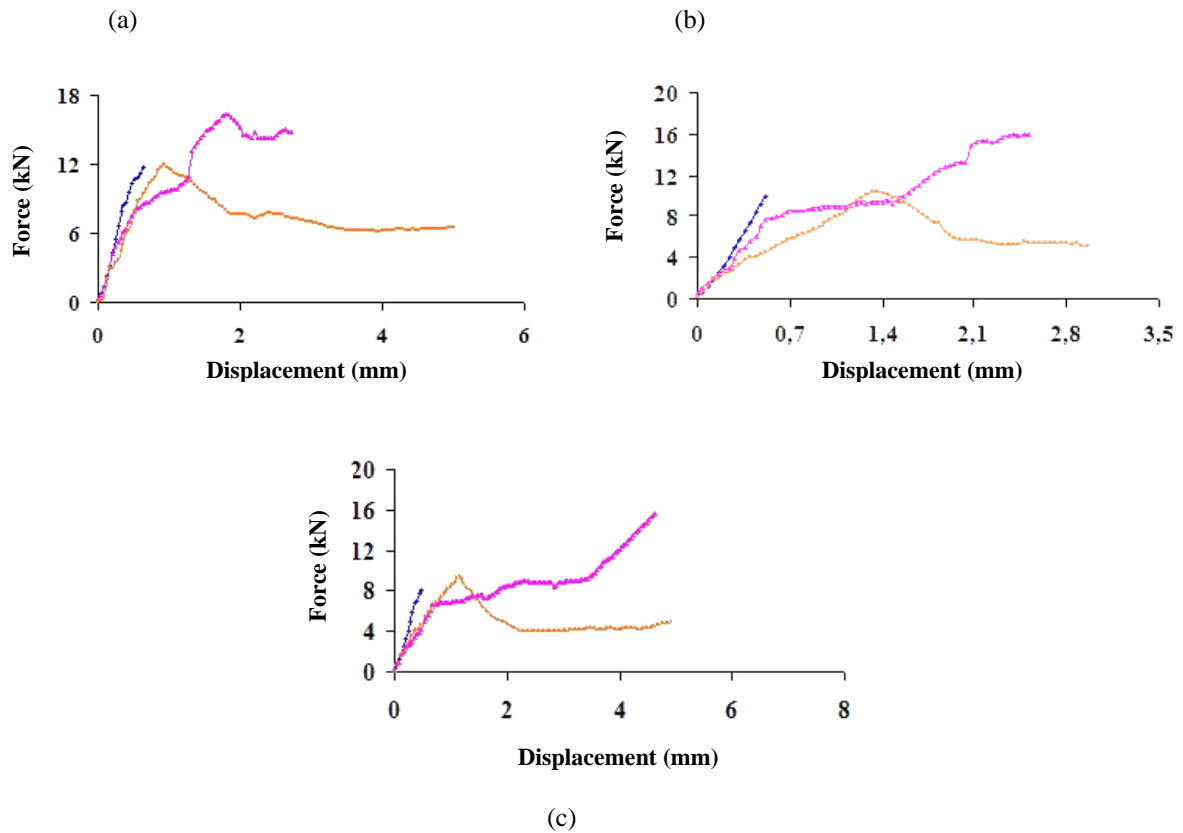 (a)
(b)
18
12
6
0
Force (kN)
0 2 4 6
Displacement (mm)
20
16
12
8
4
0
Force (kN)
0 0,7 1,4 2,1 2,8 3,5
Displacement (mm)
20
16
12
8
4
0
Force (kN)
0 2 4 6 8
Displacement (mm)
(c)